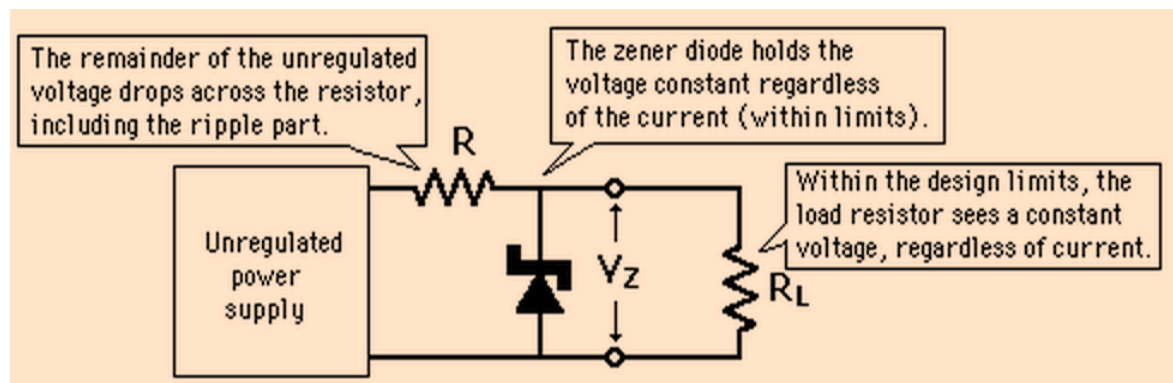 The remainder of the unregulated
voltage drops across the resistor,
including the ripple part.
The zener diode holds the
voltage constant regardless
of the current (within limits).
R
Within the design limits, the
load resistor sees a constant
voltage, regardless of current.
Unregulated
power
supply
VZ
RL